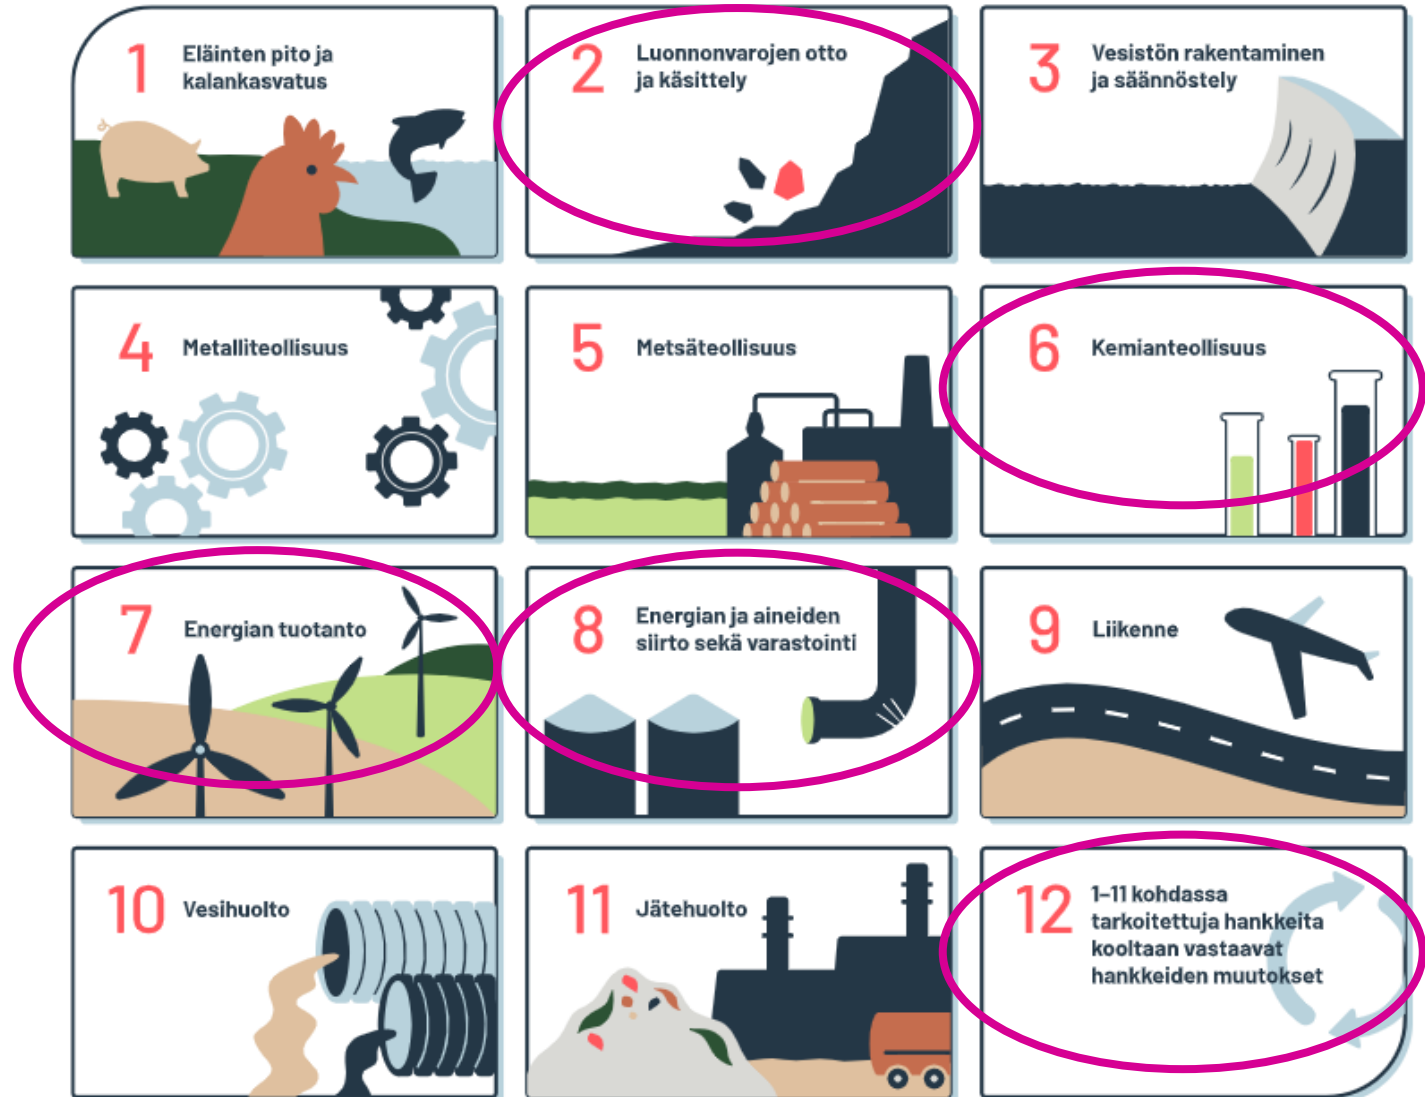 1
Eläinten pito ja
kalankasvatus
2
Luonnonvarojen otto
ja käsittely
3
Vesistön rakentaminen
ja säännöstely
4
Metalliteollisuus
5
Metsäteollisuus
6
Kemianteollisuus
7
Energian tuotanto
8
Energian ja aineiden
siirto sekä varastointi
9
Liikenne
10
Vesihuolto
11
Jätehuolto
12
1–11 kohdassa
tarkoitettuja hankkeita
kooltaan vastaavat
hankkeiden muutokset